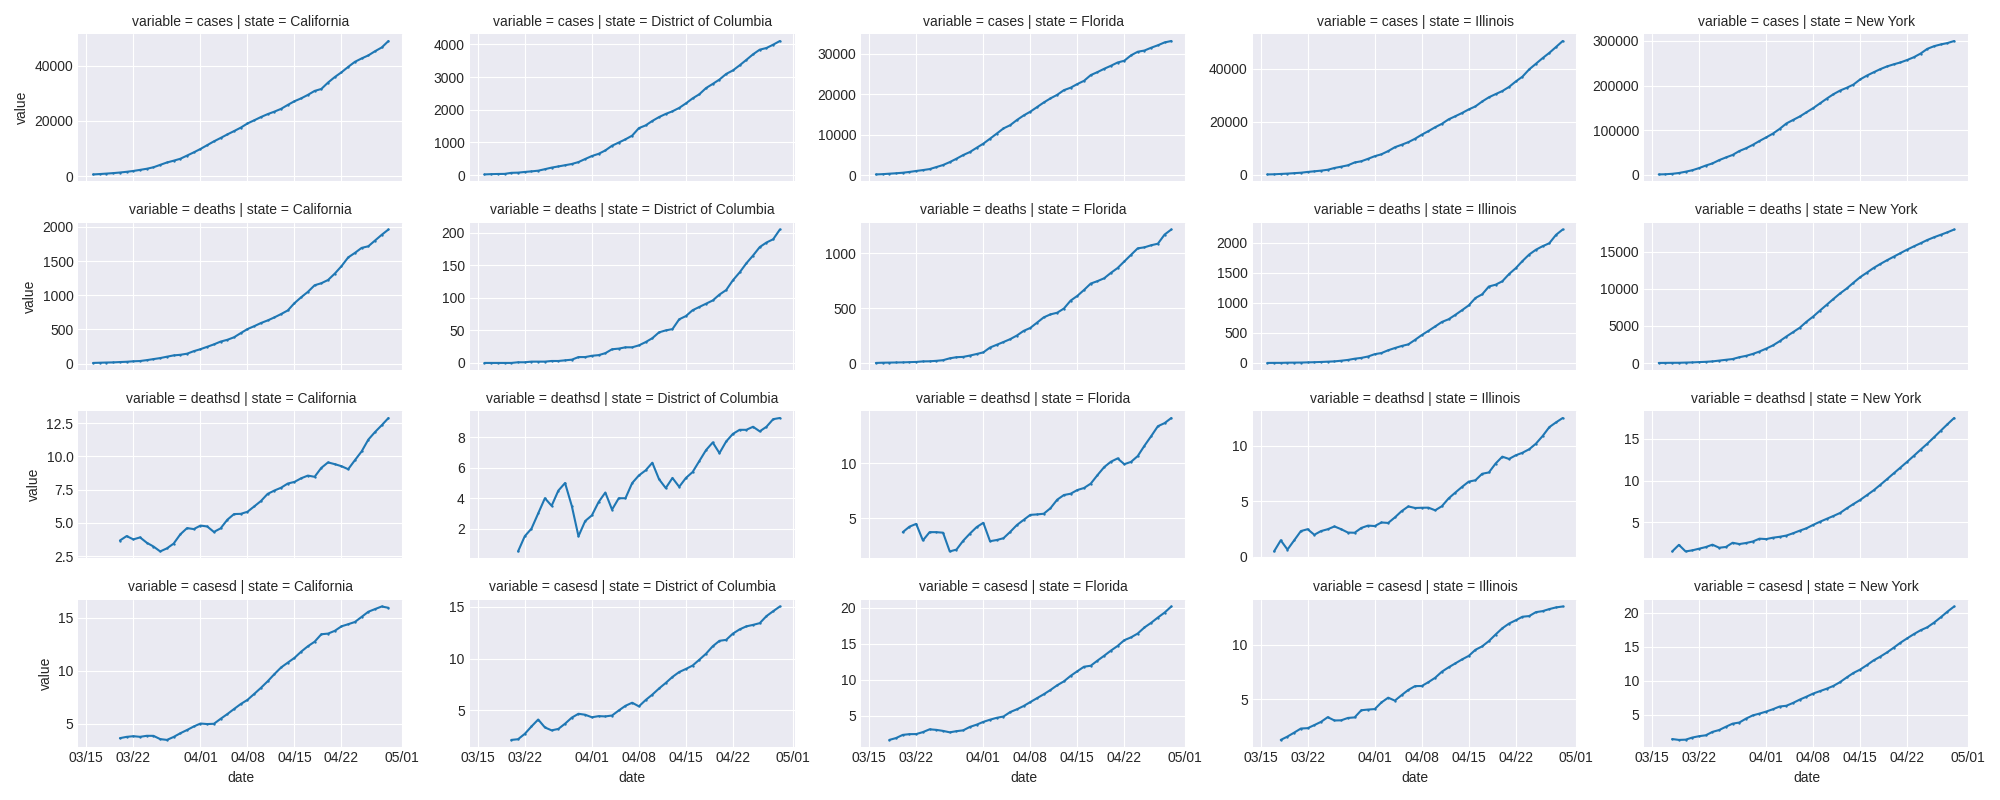 variable = cases | state = California
variable = cases | state = District of Columbia
variable = cases | state = Florida
variable = cases | state = Illinois
variable = cases | state = New York
value
40000
20000
0
4000
3000
2000
1000
0
30000
20000
10000
0
40000
20000
0
300000
200000
100000
0
variable = deaths | state = California
variable = deaths | state = District of Columbia
variable = deaths | state = Florida
variable = deaths | state = Illinois
variable = deaths | state = New York
value
2000
1500
1000
500
0
200
150
100
50
0
1000
500
0
2000
1500
1000
500
0
15000
10000
5000
0
variable = deathsd | state = California
variable = deathsd | state = District of Columbia
variable = deathsd | state = Florida
variable = deathsd | state = Illinois
variable = deathsd | state = New York
value
12.5
10.0
7.5
5.0
2.5
8
6
4
2
10
5
10
5
0
15
10
5
variable = casesd | state = California
variable = casesd | state = District of Columbia
variable = casesd | state = Florida
variable = casesd | state = Illinois
variable = casesd | state = New York
value
15
10
5
15
10
5
20
15
10
5
10
5
20
15
10
5
03/15 03/22 04/01 04/08 04/15 04/22 05/01
03/15 03/22 04/01 04/08 04/15 04/22 05/01
03/15 03/22 04/01 04/08 04/15 04/22 05/01
03/15 03/22 04/01 04/08 04/15 04/22 05/01
03/15 03/22 04/01 04/08 04/15 04/22 05/01
date
date
date
date
date